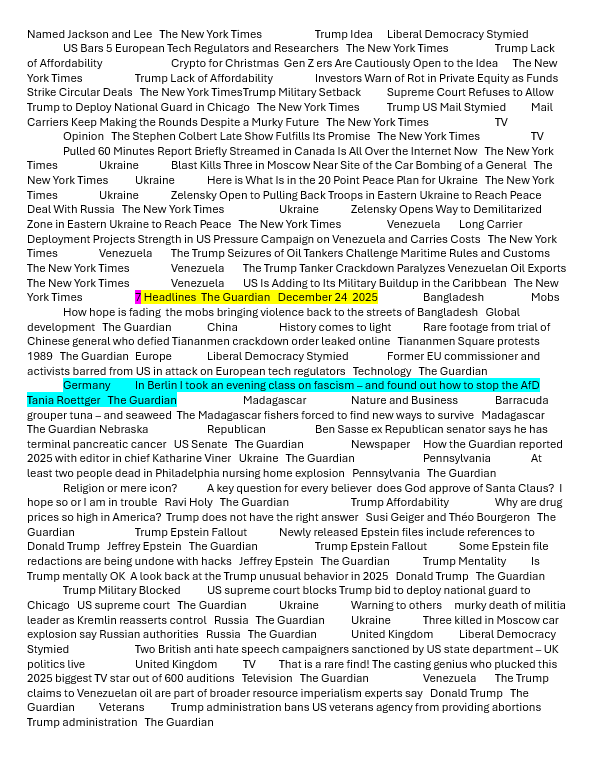 Named Jackson and Lee The New York Times Trump Idea Liberal Democracy Stymied
US Bars 5 European Tech Regulators and Researchers The New York Times Trump Lack
of Affordability Crypto for Christmas Gen Z ers Are Cautiously Open to the Idea The New
York Times Trump Lack of Affordability Investors Warn of Rot in Private Equity as Funds
Strike Circular Deals The New York TimesTrump Military Setback Supreme Court Refuses to Allow
Trump to Deploy National Guard in Chicago The New York Times Trump US Mail Stymied Mail
Carriers Keep Making the Rounds Despite a Murky Future The New York Times TV
Opinion The Stephen Colbert Late Show Fulfills Its Promise The New York Times TV
Pulled 60 Minutes Report Briefly Streamed in Canada Is All Over the Internet Now The New York
Times Ukraine Blast Kills Three in Moscow Near Site of the Car Bombing of a General The
New York Times Ukraine Here is What Is in the 20 Point Peace Plan for Ukraine The New York
Times Ukraine Zelensky Open to Pulling Back Troops in Eastern Ukraine to Reach Peace
Deal With Russia The New York Times Ukraine Zelensky Opens Way to Demilitarized
Zone in Eastern Ukraine to Reach Peace The New York Times Venezuela Long Carrier
Deployment Projects Strength in US Pressure Campaign on Venezuela and Carries Costs The New York
Times Venezuela The Trump Seizures of Oil Tankers Challenge Maritime Rules and Customs
The New York Times Venezuela The Trump Tanker Crackdown Paralyzes Venezuelan Oil Exports
The New York Times Venezuela US Is Adding to Its Military Buildup in the Caribbean The New
York Times 7 Headlines The Guardian December 24 2025 Bangladesh Mobs
How hope is fading the mobs bringing violence back to the streets of Bangladesh Global
development The Guardian China History comes to light Rare footage from trial of
Chinese general who defied Tiananmen crackdown order leaked online Tiananmen Square protests
1989 The Guardian Europe Liberal Democracy Stymied Former EU commissioner and
activists barred from US in attack on European tech regulators Technology The Guardian
Germany In Berlin I took an evening class on fascism – and found out how to stop the AfD
Tania Roettger The Guardian Madagascar Nature and Business Barracuda
grouper tuna – and seaweed The Madagascar fishers forced to find new ways to survive Madagascar
The Guardian Nebraska Republican Ben Sasse ex Republican senator says he has
terminal pancreatic cancer US Senate The Guardian Newspaper How the Guardian reported
2025 with editor in chief Katharine Viner Ukraine The Guardian Pennsylvania At
least two people dead in Philadelphia nursing home explosion Pennsylvania The Guardian
Religion or mere icon? A key question for every believer does God approve of Santa Claus? I
hope so or I am in trouble Ravi Holy The Guardian Trump Affordability Why are drug
prices so high in America? Trump does not have the right answer Susi Geiger and Théo Bourgeron The
Guardian Trump Epstein Fallout Newly released Epstein files include references to
Donald Trump Jeffrey Epstein The Guardian Trump Epstein Fallout Some Epstein file
redactions are being undone with hacks Jeffrey Epstein The Guardian Trump Mentality Is
Trump mentally OK A look back at the Trump unusual behavior in 2025 Donald Trump The Guardian
Trump Military Blocked US supreme court blocks Trump bid to deploy national guard to
Chicago US supreme court The Guardian Ukraine Warning to others murky death of militia
leader as Kremlin reasserts control Russia The Guardian Ukraine Three killed in Moscow car
explosion say Russian authorities Russia The Guardian United Kingdom Liberal Democracy
Stymied Two British anti hate speech campaigners sanctioned by US state department – UK
politics live United Kingdom TV That is a rare find! The casting genius who plucked this
2025 biggest TV star out of 600 auditions Television The Guardian Venezuela The Trump
claims to Venezuelan oil are part of broader resource imperialism experts say Donald Trump The
Guardian Veterans Trump administration bans US veterans agency from providing abortions
Trump administration The Guardian